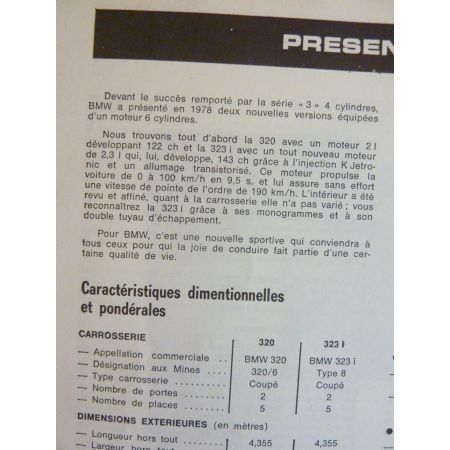 PRESEN
Devant le succès remporté par la série « 3 » 4 cylindres,
BMW a présenté en 1978 deux nouvelles versions équipées
d'un moteur 6 cylindres.
Nous trouvons tout d'abord la 320 avec un moteur 2 l
développant 122 ch et la 323 i avec un tout nouveau moteur
de 2,3 l qui, lui, développe, 143 ch grâce à l'injection K Jetro-
nic et un allumage transistorisé. Ce moteur propulse la
voiture de 0 à 100 km/h en 9,5 s, et lui assure sans effort
une vitesse de pointe de l'ordre de 190 km/h. L'intérieur a été
revu et affiné, quant à la carrosserie elle n'a pas varié ; vous
reconnaîtrez la 323 i grâce à ses monogrammes et à son
double tuyau d'échappement.
Pour BMW, c'est une nouvelle sportive qui conviendra à
tous ceux pour qui la joie de conduire fait partie d'une cer-
taine qualité de vie.
Caractéristiques dimentionnelles
et pondérales
CARROSSERIE 320 323 i
— Appellation commerciale .. BMW 320 BMW 323 i
— Désignation aux Mines .... 320/6 Type 8
— Type carrosserie ........ Coupé Coupé
— Nombre de portes ........ 2 2
— Nombre de places ........ 5 5
DIMENSIONS EXTERIEURES (en mètres)
— Longueur hors tout ........ 4,355 4,355
— Largeur hors tout